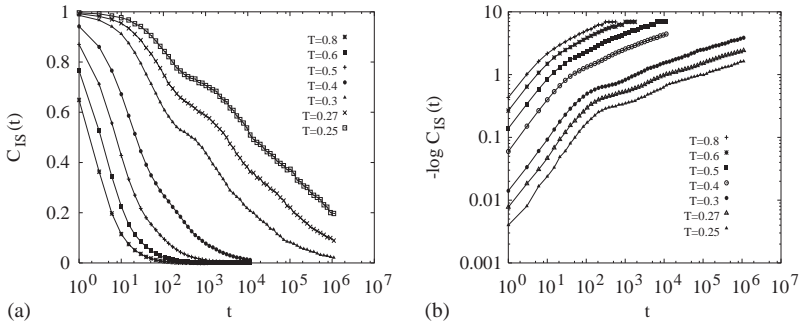 1
0.8
0.6
0.4
0.2
0
C_IS(t)
T=0.8
T=0.6
T=0.5
T=0.4
T=0.3
T=0.27
T=0.25
10^0 10^1 10^2 10^3 10^4 10^5 10^6 10^7
(a) t
10
1
0.1
0.01
0.001
-log C_IS(t)
T=0.8
T=0.6
T=0.5
T=0.4
T=0.3
T=0.27
T=0.25
10^0 10^1 10^2 10^3 10^4 10^5 10^6 10^7
(b) t